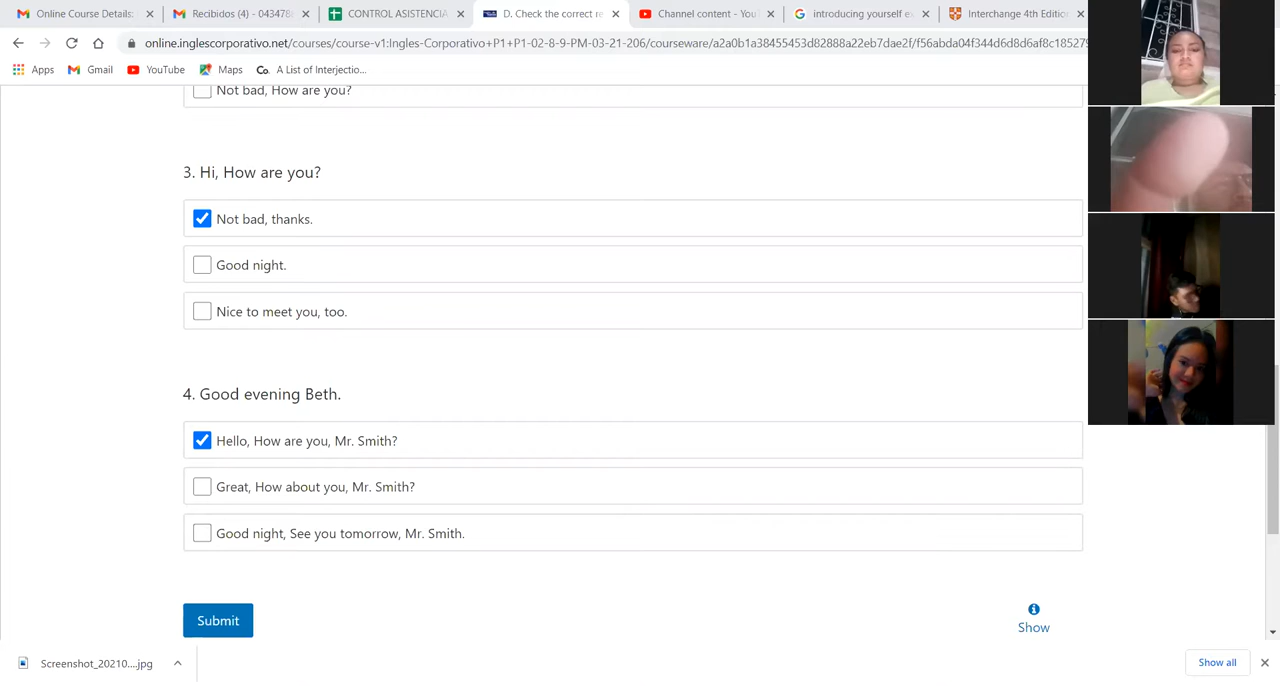 Online Course Details:
Recibidos (4) - 043478
CONTROL ASISTENCIA
D. Check the correct re
Channel content - You
introducing yourself e
Interchange 4th Editio
online.inglescorporativo.net/courses/course-v1:Ingles-Corporativo+P1+P1-02-8-9-PM-03-21-206/courseware/a2a0b1a38455453d82888a22eb7dae2f/f56abda04f344d6d8d6af8c185279
Apps
Gmail
YouTube
Maps
Co. A List of Interjectio...
Not bad, How are you?
3. Hi, How are you?
Not bad, thanks.
Good night.
Nice to meet you, too.
4. Good evening Beth.
Hello, How are you, Mr. Smith?
Great, How about you, Mr. Smith?
Good night, See you tomorrow, Mr. Smith.
Submit
Show
Screenshot_20210....jpg
Show all